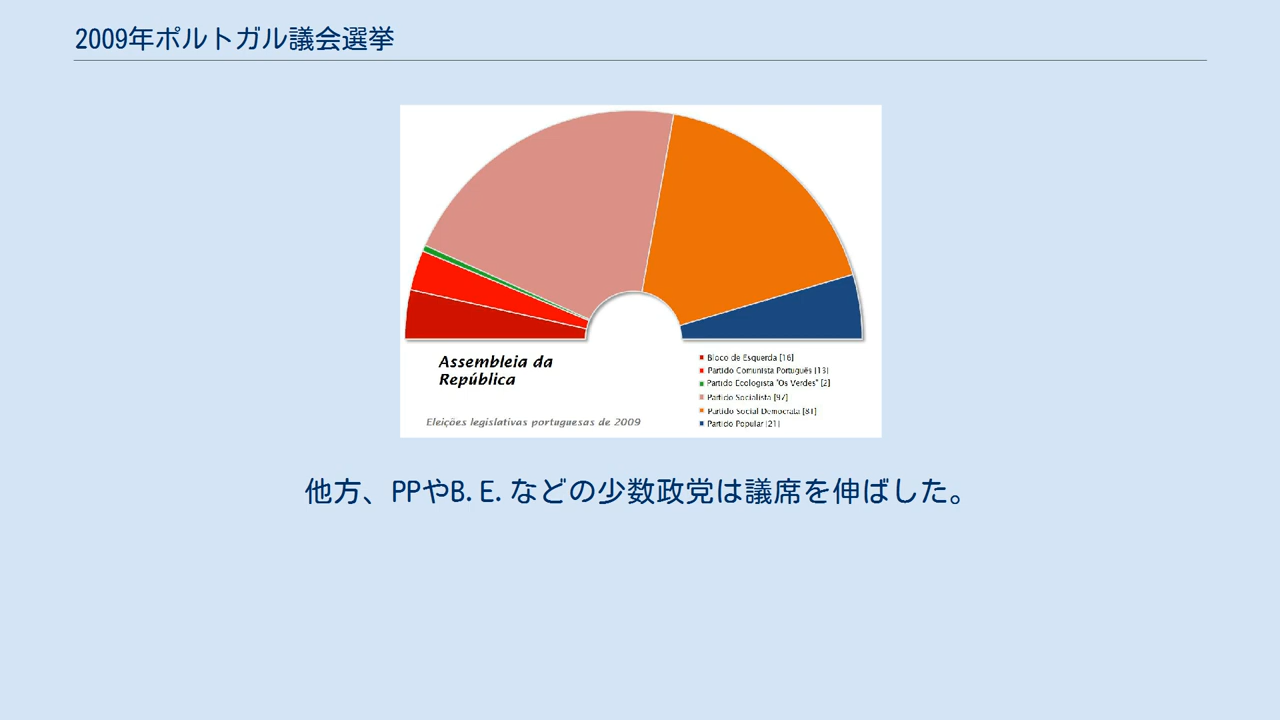 2009年ポルトガル議会選挙
Assembleia da
República
Eleições legislativas portuguesas de 2009
Bloco de Esquerda [16]
Partido Comunista Português [13]
Partido Ecologista "Os Verdes" [2]
Partido Socialista [97]
Partido Social Democrata [81]
Partido Popular [21]
他方、PPやB.E.などの少数政党は議席を伸ばした。